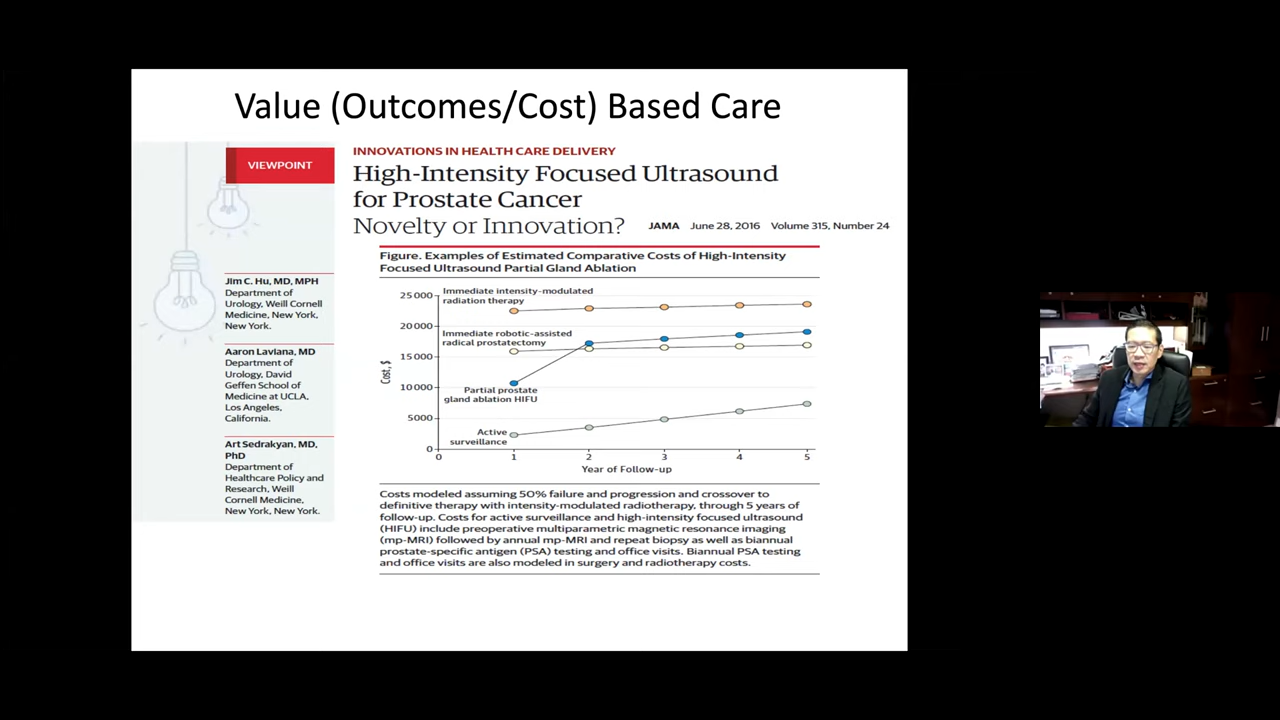 Value (Outcomes/Cost) Based Care
VIEWPOINT
INNOVATIONS IN HEALTH CARE DELIVERY
High-Intensity Focused Ultrasound
for Prostate Cancer
Novelty or Innovation?
JAMA June 28, 2016 Volume 315, Number 24
Jim C. Hu, MD, MPH
Department of
Urology, Weill Cornell
Medicine, New York,
New York.
Aaron Laviana, MD
Department of
Urology, David
Geffen School of
Medicine at UCLA,
Los Angeles,
California.
Art Sedrakyan, MD,
PhD
Department of
Healthcare Policy and
Research, Weill
Cornell Medicine,
New York, New York.
Figure. Examples of Estimated Comparative Costs of High-Intensity
Focused Ultrasound Partial Gland Ablation
25 000
20 000
15 000
10 000
5000
0
Cost, $
Immediate intensity-modulated
radiation therapy
Immediate robotic-assisted
radical prostatectomy
Partial prostate
gland ablation HIFU
Active
surveillance
0 1 2 3 4 5
Year of Follow-up
Costs modeled assuming 50% failure and progression and crossover to
definitive therapy with intensity-modulated radiotherapy, through 5 years of
follow-up. Costs for active surveillance and high-intensity focused ultrasound
(HIFU) include preoperative multiparametric magnetic resonance imaging
(mp-MRI) followed by annual mp-MRI and repeat biopsy as well as biannual
prostate-specific antigen (PSA) testing and office visits. Biannual PSA testing
and office visits are also modeled in surgery and radiotherapy costs.